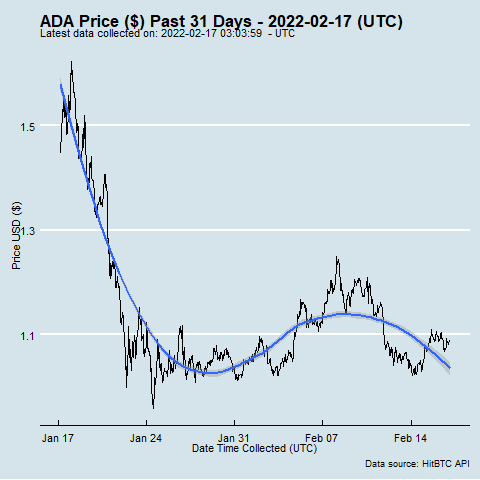 ADA Price ($) Past 31 Days - 2022-02-17 (UTC)
Latest data collected on: 2022-02-17 03:03:59 - UTC
1.5
1.3
1.1
Price USD ($)
Jan 17 Jan 24 Jan 31 Feb 07 Feb 14
Date Time Collected (UTC)
Data source: HitBTC API